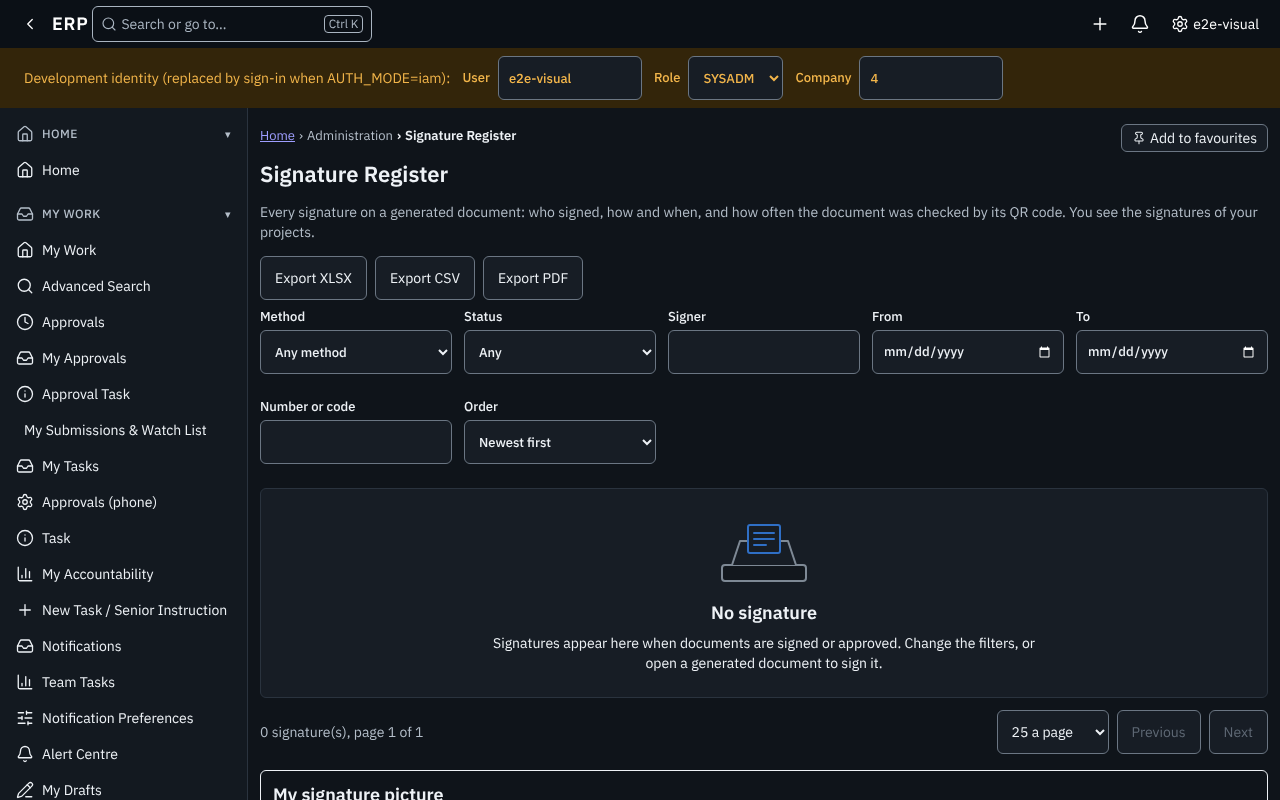 ERP
Search or go to...
Ctrl K
e2e-visual
Development identity (replaced by sign-in when AUTH_MODE=iam):
User
e2e-visual
Role
SYSADM
Company
4
HOME
Home
MY WORK
My Work
Advanced Search
Approvals
My Approvals
Approval Task
My Submissions & Watch List
My Tasks
Approvals (phone)
Task
My Accountability
New Task / Senior Instruction
Notifications
Team Tasks
Notification Preferences
Alert Centre
My Drafts
Home › Administration › Signature Register
Add to favourites
Signature Register
Every signature on a generated document: who signed, how and when, and how often the document was checked by its QR code. You see the signatures of your
projects.
Export XLSX
Export CSV
Export PDF
Method
Status
Signer
From
To
Any method
Any
mm/dd/yyyy
mm/dd/yyyy
Number or code
Order
Newest first
No signature
Signatures appear here when documents are signed or approved. Change the filters, or
open a generated document to sign it.
0 signature(s), page 1 of 1
25 a page
Previous
Next
My signature picture